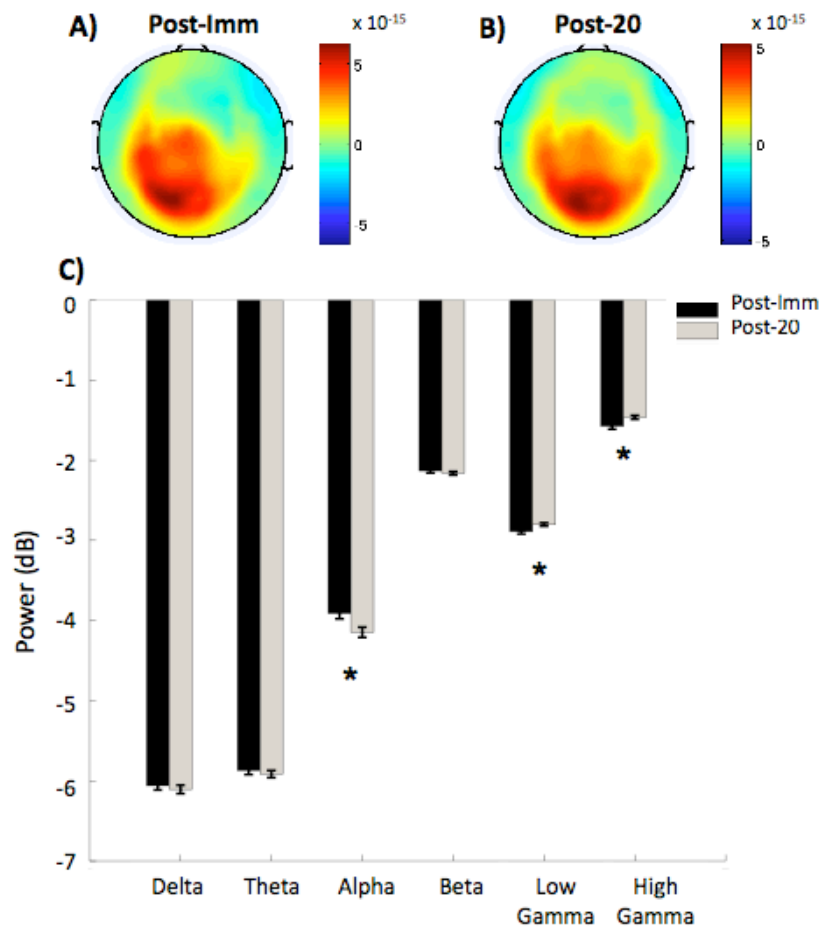 A) Post-Imm x 10⁻¹⁵
5
0
-5
B) Post-20 x 10⁻¹⁵
5
0
-5
C)
Post-Imm
Post-20
Power (dB)
0
-1
-2
-3
-4
-5
-6
-7
*
*
*
Delta Theta Alpha Beta Low Gamma High Gamma